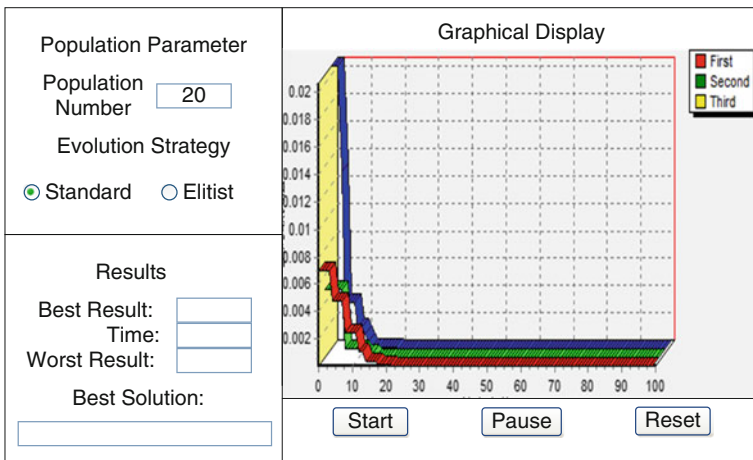 Population Parameter
Population
Number
20
Evolution Strategy
Standard
Elitist
Results
Best Result:
Time:
Worst Result:
Best Solution:
Graphical Display
First
Second
Third
0.02
0.018
0.016
0.014
0.012
0.01
0.008
0.006
0.004
0.002
0 10 20 30 40 50 60 70 80 90 100
Start
Pause
Reset